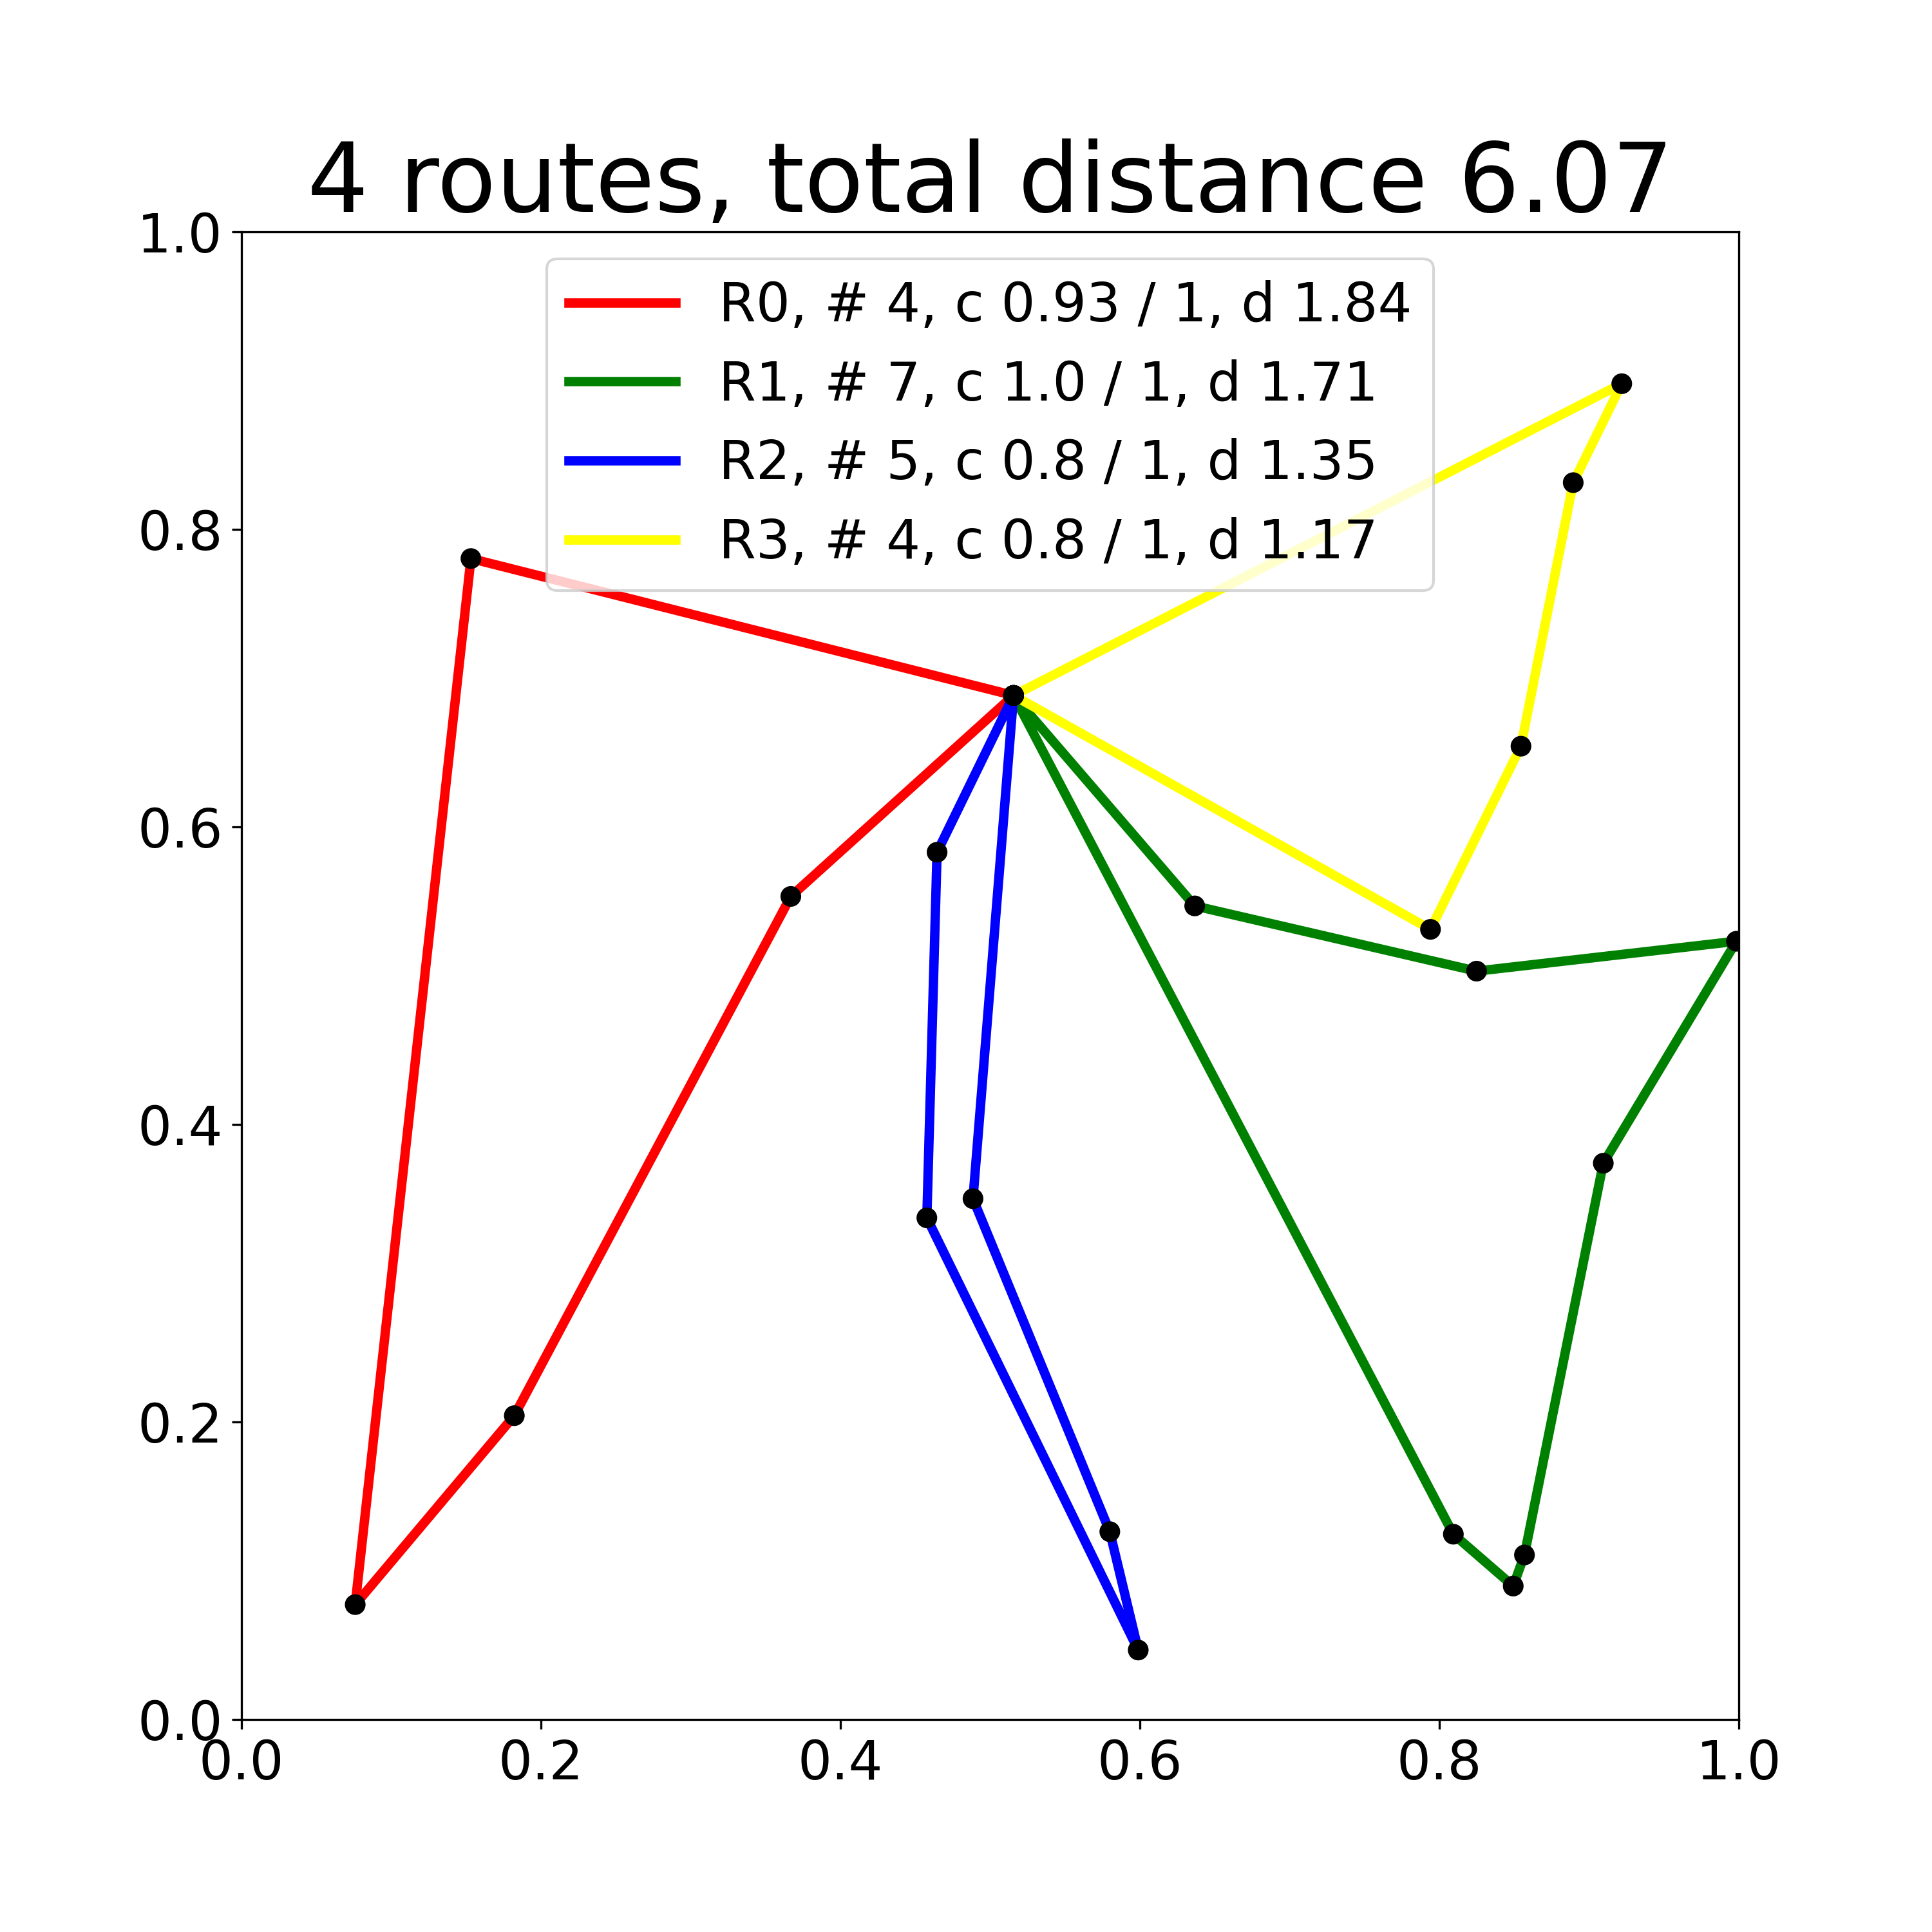 4 routes, total distance 6.07
R0, # 4, c 0.93 / 1, d 1.84
R1, # 7, c 1.0 / 1, d 1.71
R2, # 5, c 0.8 / 1, d 1.35
R3, # 4, c 0.8 / 1, d 1.17
1.0
0.8
0.6
0.4
0.2
0.0
0.0 0.2 0.4 0.6 0.8 1.0